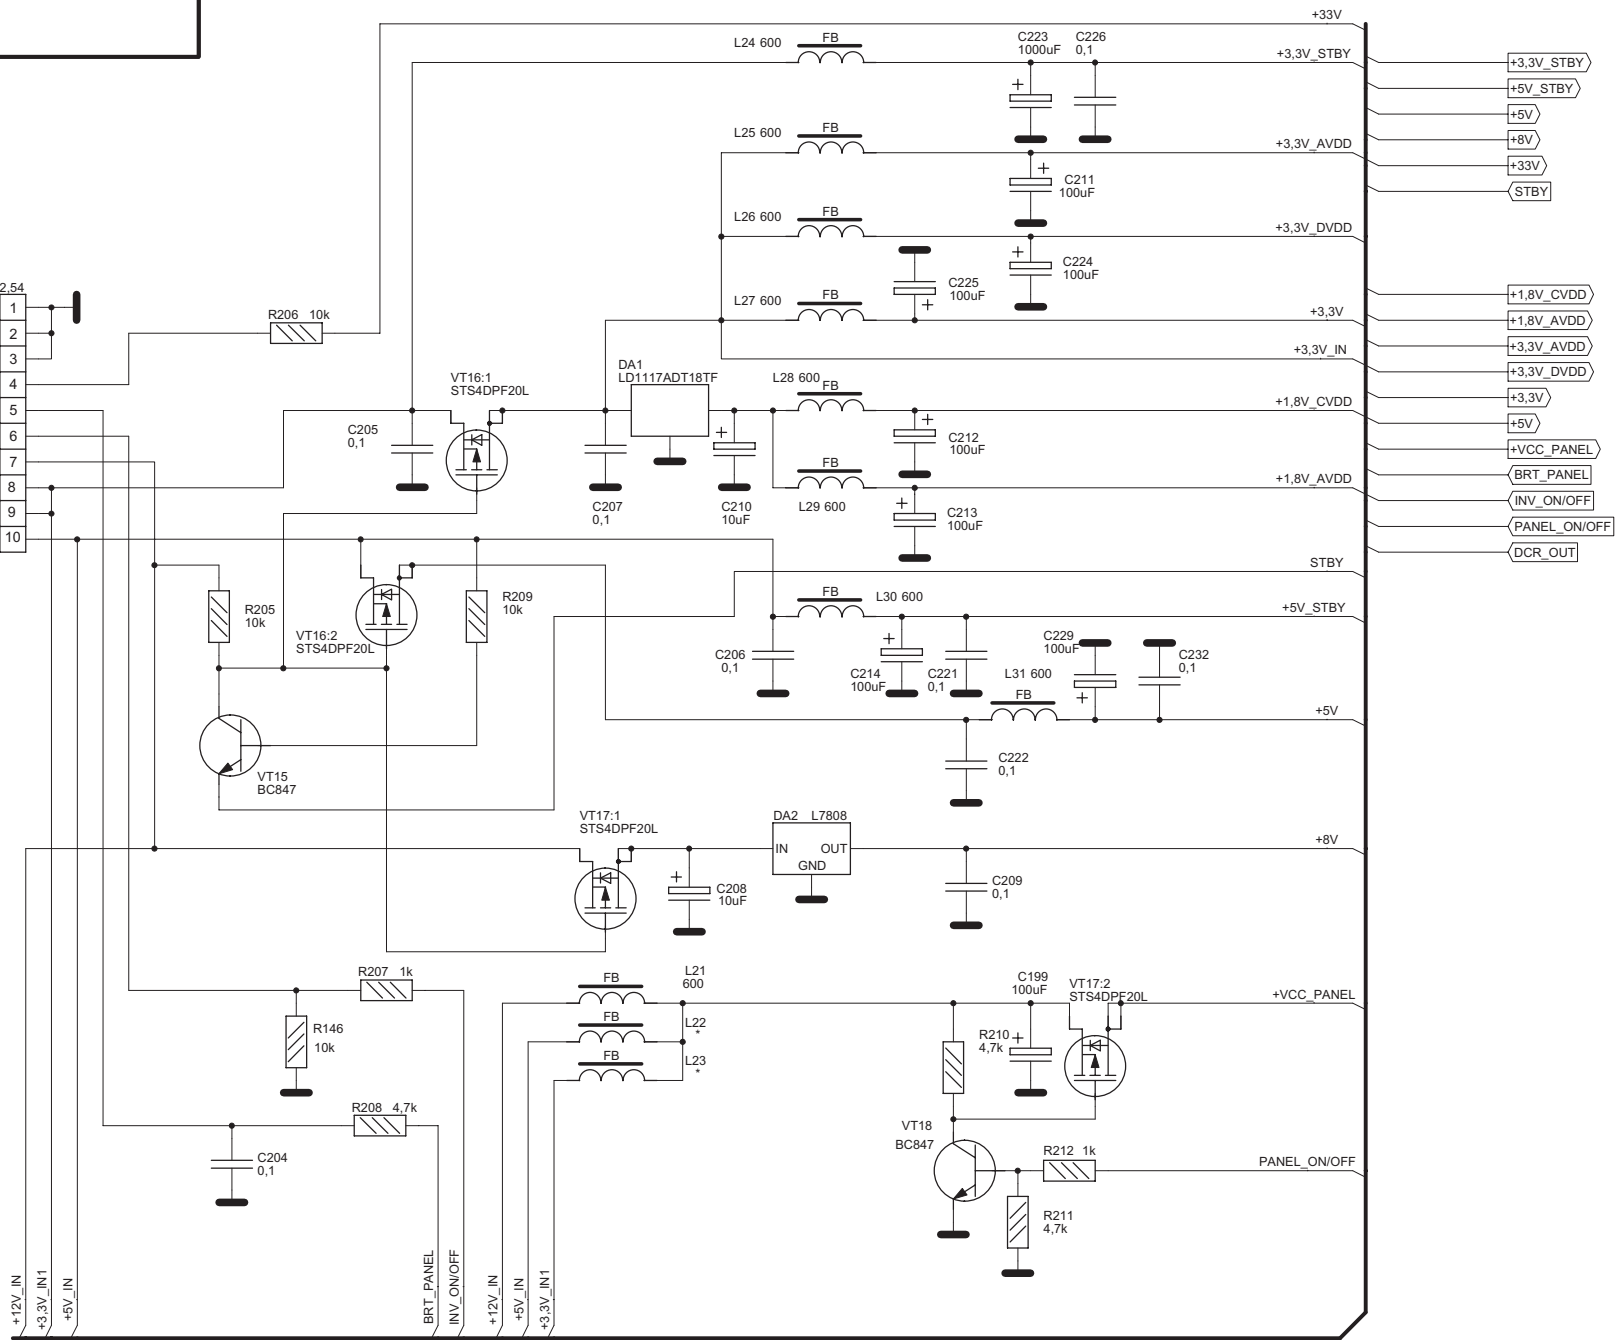 +33V
L24 600
FB
C223
1000uF
C226
0,1
+3,3V_STBY
+3,3V_STBY
+5V_STBY
+5V
+8V
+33V
STBY
L25 600
FB
+3,3V_AVDD
C211
100uF
L26 600
FB
+3,3V_DVDD
C224
100uF
C225
100uF
L27 600
FB
+3,3V
+3,3V_IN
+1,8V_CVDD
+1,8V_AVDD
+3,3V_AVDD
+3,3V_DVDD
+3,3V
+5V
+VCC_PANEL
BRT_PANEL
INV_ON/OFF
PANEL_ON/OFF
DCR_OUT
2,54
1
2
3
4
5
6
7
8
9
10
R206 10k
VT16:1
STS4DPF20L
DA1
LD1117ADT18TF
L28 600
FB
+1,8V_CVDD
C205
0,1
C207
0,1
C210
10uF
C212
100uF
FB
L29 600
+1,8V_AVDD
C213
100uF
STBY
R205
10k
VT16:2
STS4DPF20L
R209
10k
FB
L30 600
+5V_STBY
C206
0,1
C214
100uF
C221
0,1
C229
100uF
C232
0,1
L31 600
FB
+5V
C222
0,1
VT15
BC847
VT17:1
STS4DPF20L
DA2 L7808
IN
OUT
GND
+8V
C208
10uF
C209
0,1
R207 1k
R146
10k
FB
L21
600
FB
L22
*
FB
L23
*
C199
100uF
VT17:2
STS4DPF20L
+VCC_PANEL
R210
4,7k
R208 4,7k
C204
0,1
VT18
BC847
R212 1k
PANEL_ON/OFF
R211
4,7k
+12V_IN
+3,3V_IN1
+5V_IN
BRT_PANEL
INV_ON/OFF
+12V_IN
+5V_IN
+3,3V_IN1